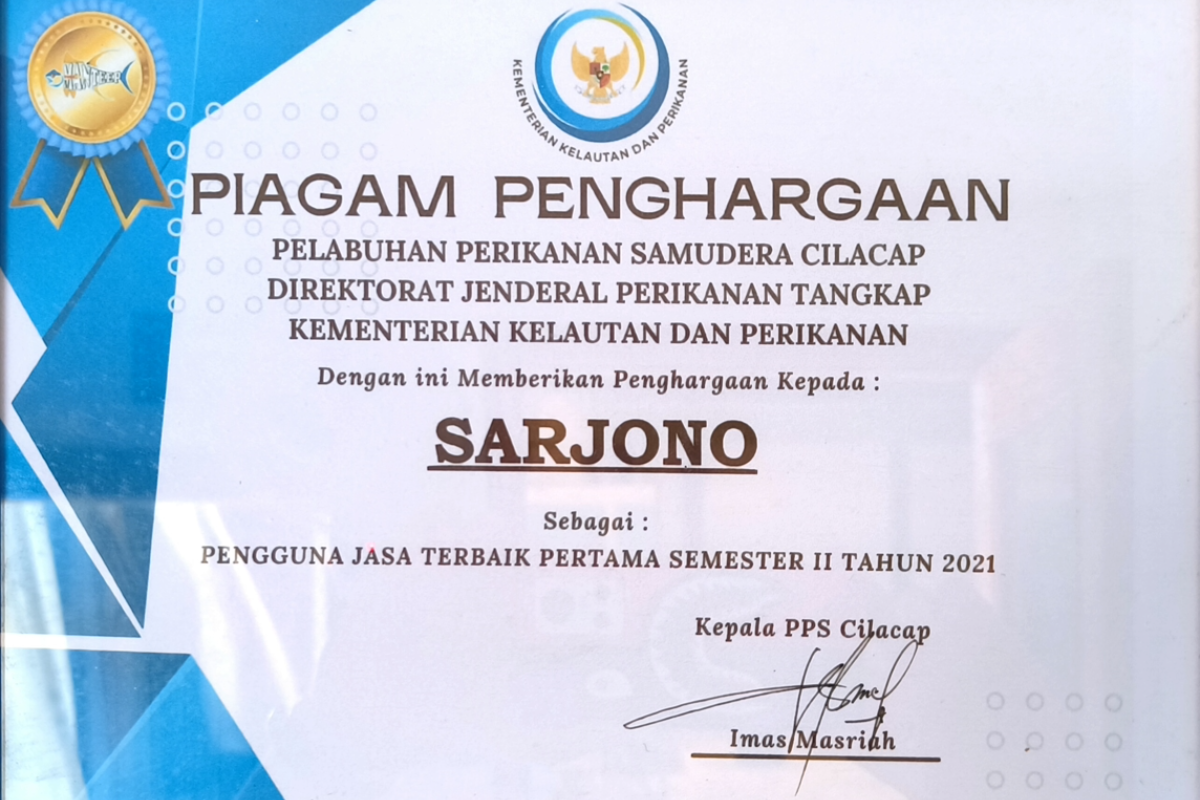 KEMENTERIAN KELAUTAN DAN PERIKANAN
PIAGAM PENGHARGAAN
PELABUHAN PERIKANAN SAMUDERA CILACAP
DIREKTORAT JENDERAL PERIKANAN TANGKAP
KEMENTERIAN KELAUTAN DAN PERIKANAN
Dengan ini Memberikan Penghargaan Kepada :
SARJONO
Sebagai :
PENGGUNA JASA TERBAIK PERTAMA SEMESTER II TAHUN 2021
Kepala PPS Cilacap
Imas Masriah